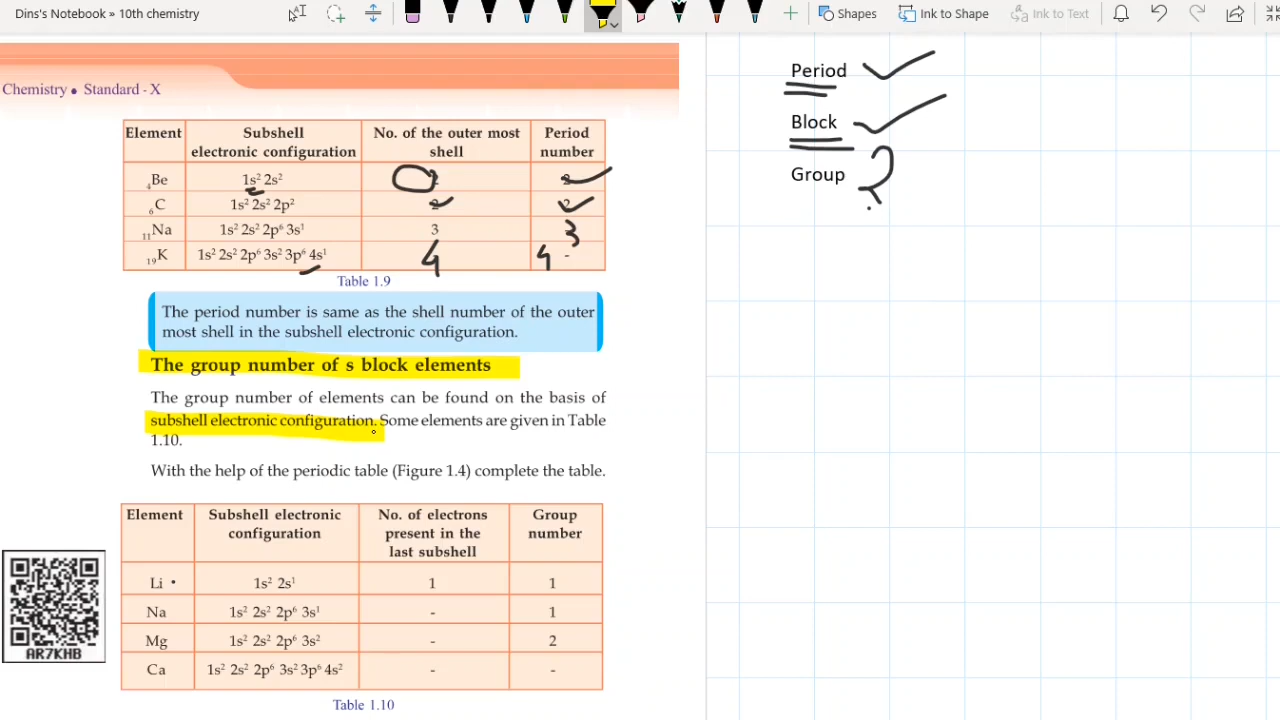 Dins's Notebook » 10th chemistry
Shapes
Ink to Shape
Ink to Text
Chemistry • Standard - X
Element Subshell electronic configuration No. of the outer most shell Period number
₄Be 1s² 2s² 2 2
₆C 1s² 2s² 2p² 2 2
₁₁Na 1s² 2s² 2p⁶ 3s¹ 3 3
₁₉K 1s² 2s² 2p⁶ 3s² 3p⁶ 4s¹ 4 4 -
Table 1.9
The period number is same as the shell number of the outer
most shell in the subshell electronic configuration.
The group number of s block elements
The group number of elements can be found on the basis of
subshell electronic configuration. Some elements are given in Table
1.10.
With the help of the periodic table (Figure 1.4) complete the table.
Element Subshell electronic configuration No. of electrons present in the last subshell Group number
Li 1s² 2s¹ 1 1
Na 1s² 2s² 2p⁶ 3s¹ - 1
Mg 1s² 2s² 2p⁶ 3s² - 2
Ca 1s² 2s² 2p⁶ 3s² 3p⁶ 4s² - -
Table 1.10
AR7KHB
Period
Block
Group ?